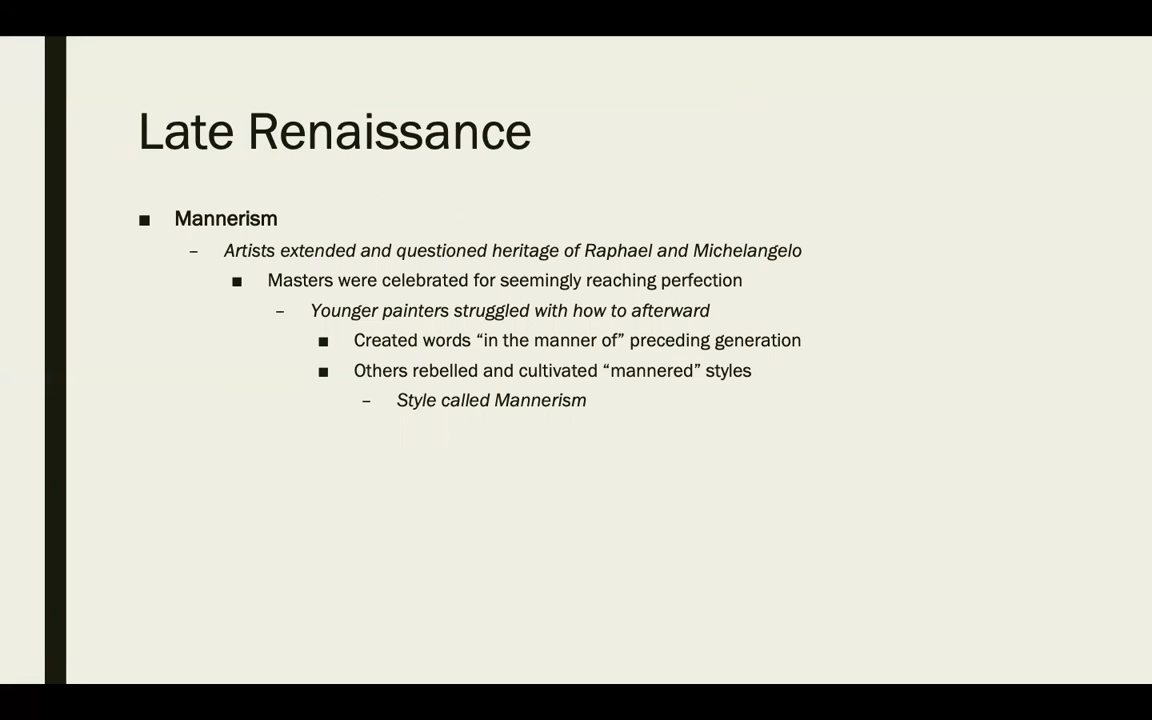 Late Renaissance
■ Mannerism
– Artists extended and questioned heritage of Raphael and Michelangelo
■ Masters were celebrated for seemingly reaching perfection
– Younger painters struggled with how to afterward
■ Created words “in the manner of” preceding generation
■ Others rebelled and cultivated “mannered” styles
– Style called Mannerism